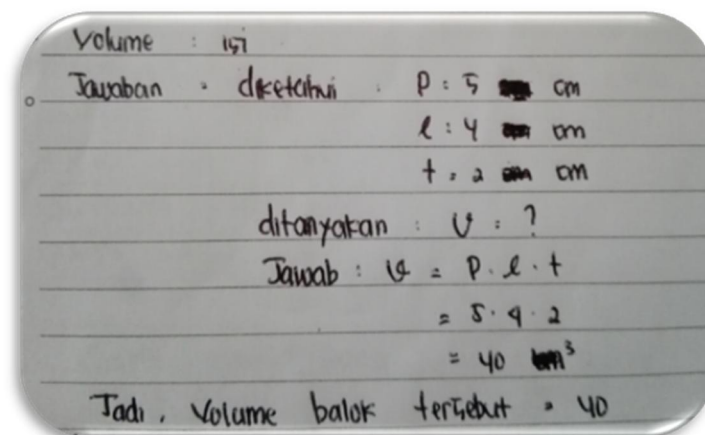 Volume : isi
Jawaban : diketahui : p : 5 cm
l : 4 cm
t : 2 cm
ditanyakan : V : ?
Jawab : V = p . l . t
= 5 . 4 . 2
= 40 cm³
Jadi, Volume balok tersebut = 40